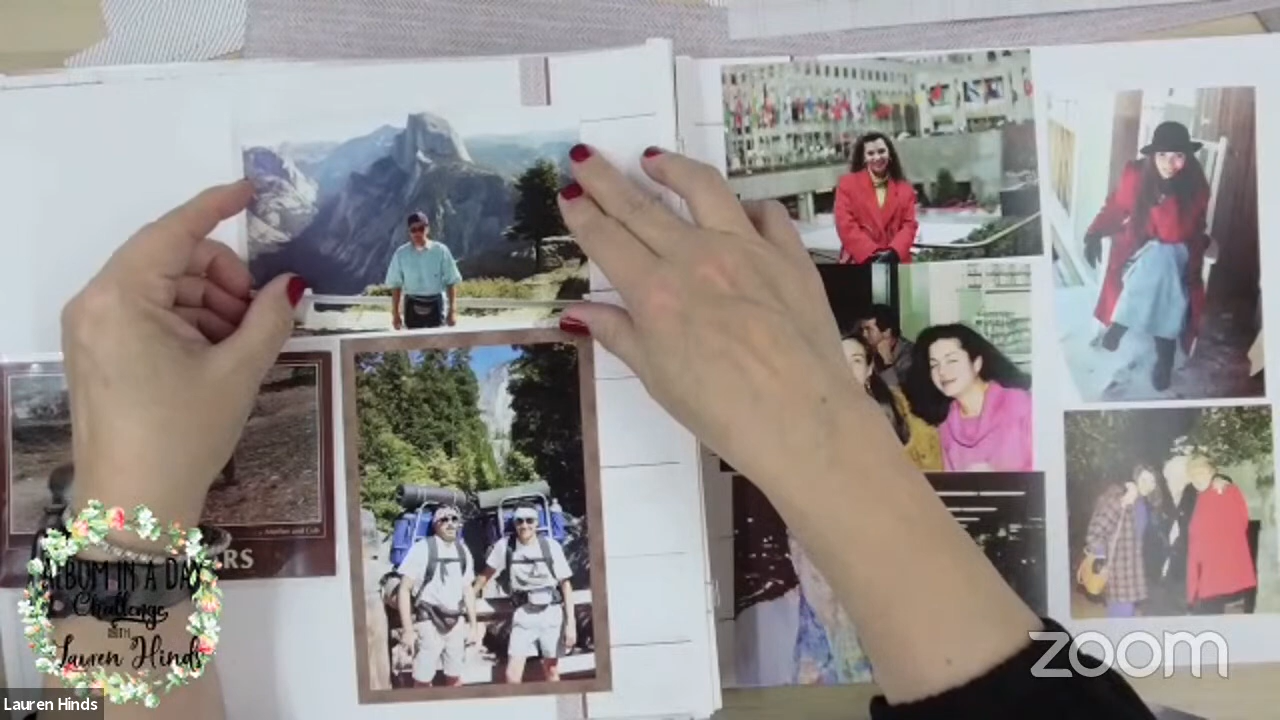 RS
ALBUM IN A DAY
Challenge
WITH
Lauren Hinds
zoom
Lauren Hinds